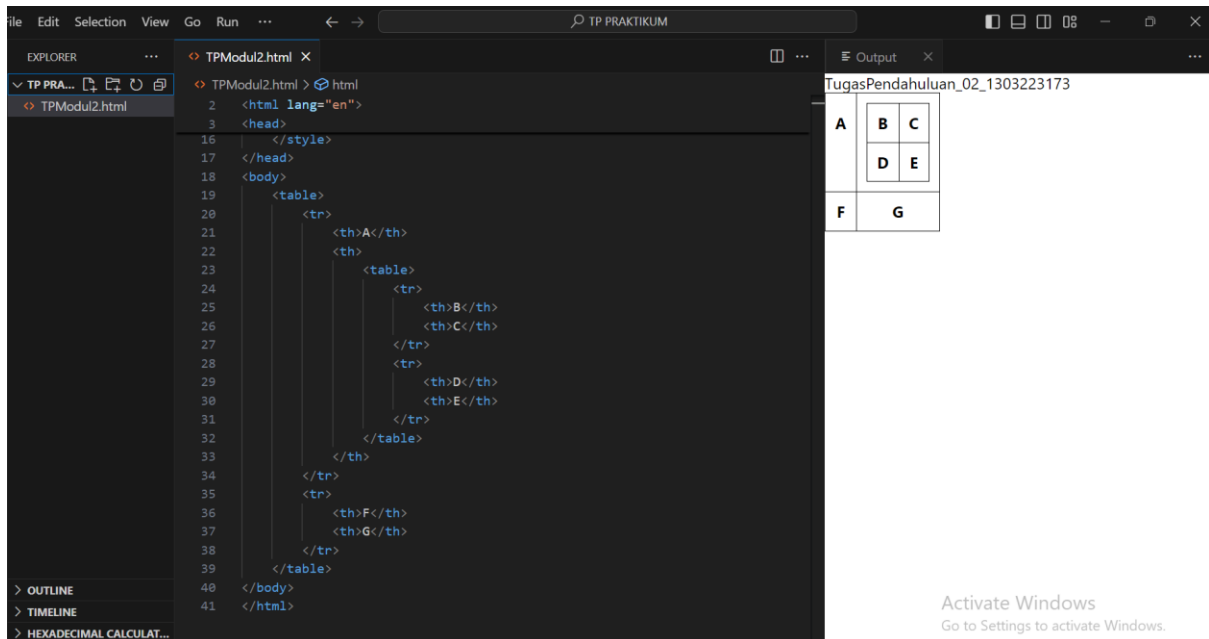 File Edit Selection View Go Run ··· ← → TP PRAKTIKUM
EXPLORER ···
TP PRA...
TPModul2.html
TPModul2.html
TPModul2.html > html
2 <html lang="en">
3 <head>
16 </style>
17 </head>
18 <body>
19 <table>
20 <tr>
21 <th>A</th>
22 <th>
23 <table>
24 <tr>
25 <th>B</th>
26 <th>C</th>
27 </tr>
28 <tr>
29 <th>D</th>
30 <th>E</th>
31 </tr>
32 </table>
33 </th>
34 </tr>
35 <tr>
36 <th>F</th>
37 <th>G</th>
38 </tr>
39 </table>
40 </body>
41 </html>
> OUTLINE
> TIMELINE
> HEXADECIMAL CALCULAT...
Output
TugasPendahuluan_02_1303223173
A B C
D E
F G
Activate Windows
Go to Settings to activate Windows.